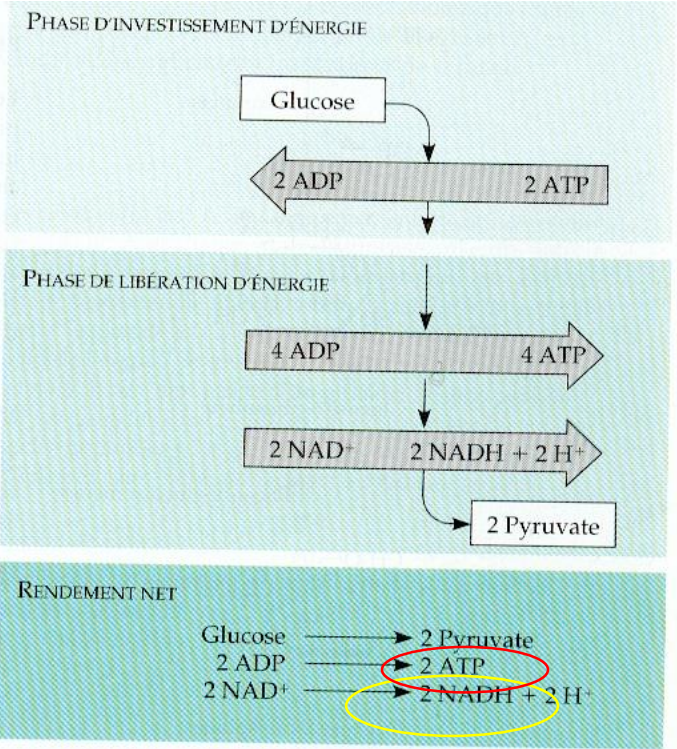 PHASE D'INVESTISSEMENT D'ÉNERGIE
Glucose
2 ADP 2 ATP
PHASE DE LIBÉRATION D'ÉNERGIE
4 ADP 4 ATP
2 NAD⁺ 2 NADH + 2 H⁺
2 Pyruvate
RENDEMENT NET
Glucose → 2 Pyruvate
2 ADP → 2 ATP
2 NAD⁺ → 2 NADH + 2 H⁺